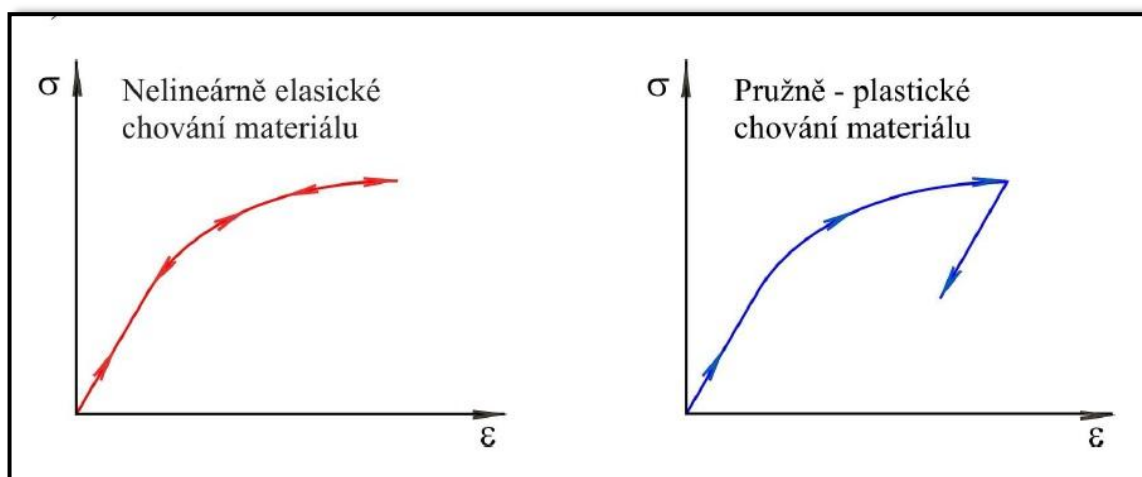 σ
Nelineárně elasické
chování materiálu
ε
σ
Pružně - plastické
chování materiálu
ε